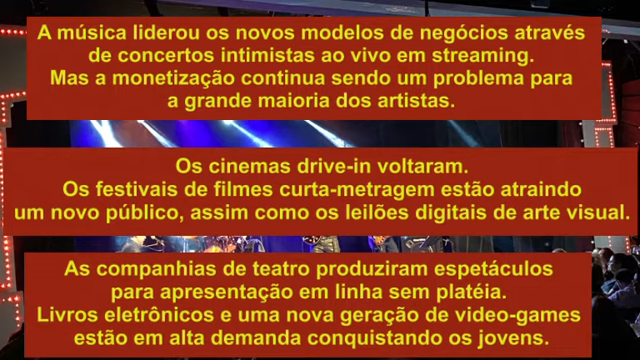 A música liderou os novos modelos de negócios através
de concertos intimistas ao vivo em streaming.
Mas a monetização continua sendo um problema para
a grande maioria dos artistas.
Os cinemas drive-in voltaram.
Os festivais de filmes curta-metragem estão atraindo
um novo público, assim como os leilões digitais de arte visual.
As companhias de teatro produziram espetáculos
para apresentação em linha sem platéia.
Livros eletrônicos e uma nova geração de video-games
estão em alta demanda conquistando os jovens.